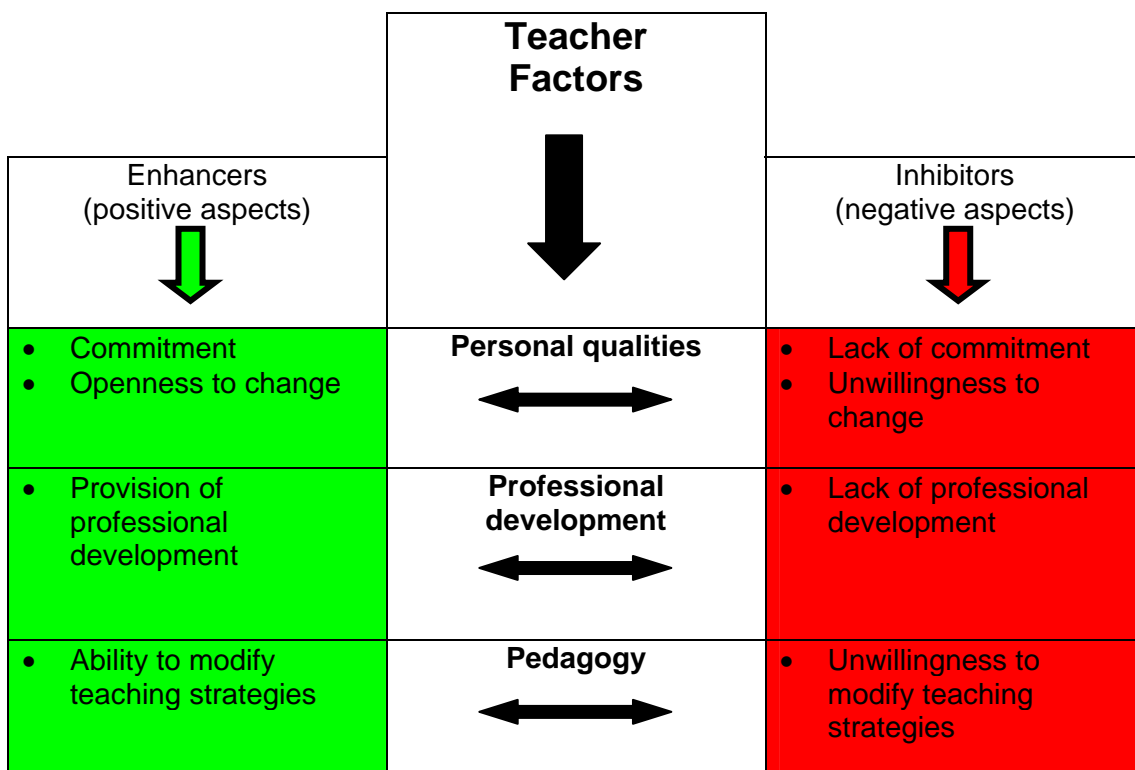 Teacher
Factors
Enhancers
(positive aspects)
Inhibitors
(negative aspects)
• Commitment
• Openness to change
Personal qualities
• Lack of commitment
• Unwillingness to
change
• Provision of
professional
development
Professional
development
• Lack of professional
development
• Ability to modify
teaching strategies
Pedagogy
• Unwillingness to
modify teaching
strategies